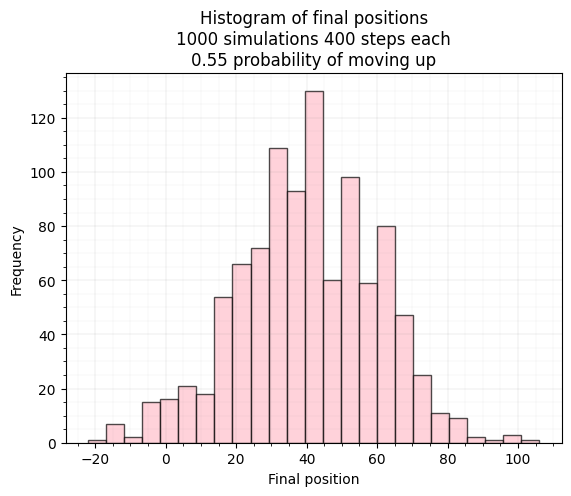 Histogram of final positions
1000 simulations 400 steps each
0.55 probability of moving up
Frequency
120
100
80
60
40
20
0
−20 0 20 40 60 80 100
Final position